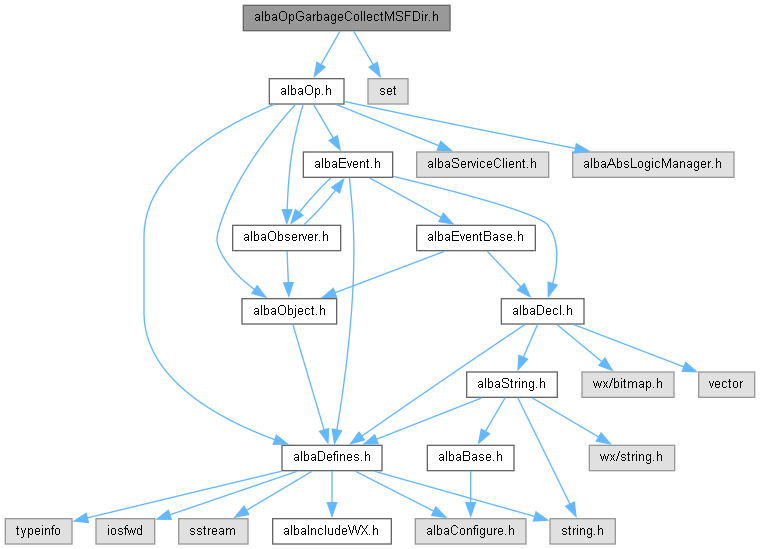 albaOpGarbageCollectMSFDir.h
albaOp.h
set
albaEvent.h
albaServiceClient.h
albaAbsLogicManager.h
albaObserver.h
albaEventBase.h
albaObject.h
albaDecl.h
albaString.h
wx/bitmap.h
vector
albaDefines.h
albaBase.h
wx/string.h
typeinfo
iosfwd
sstream
albaIncludeWX.h
albaConfigure.h
string.h